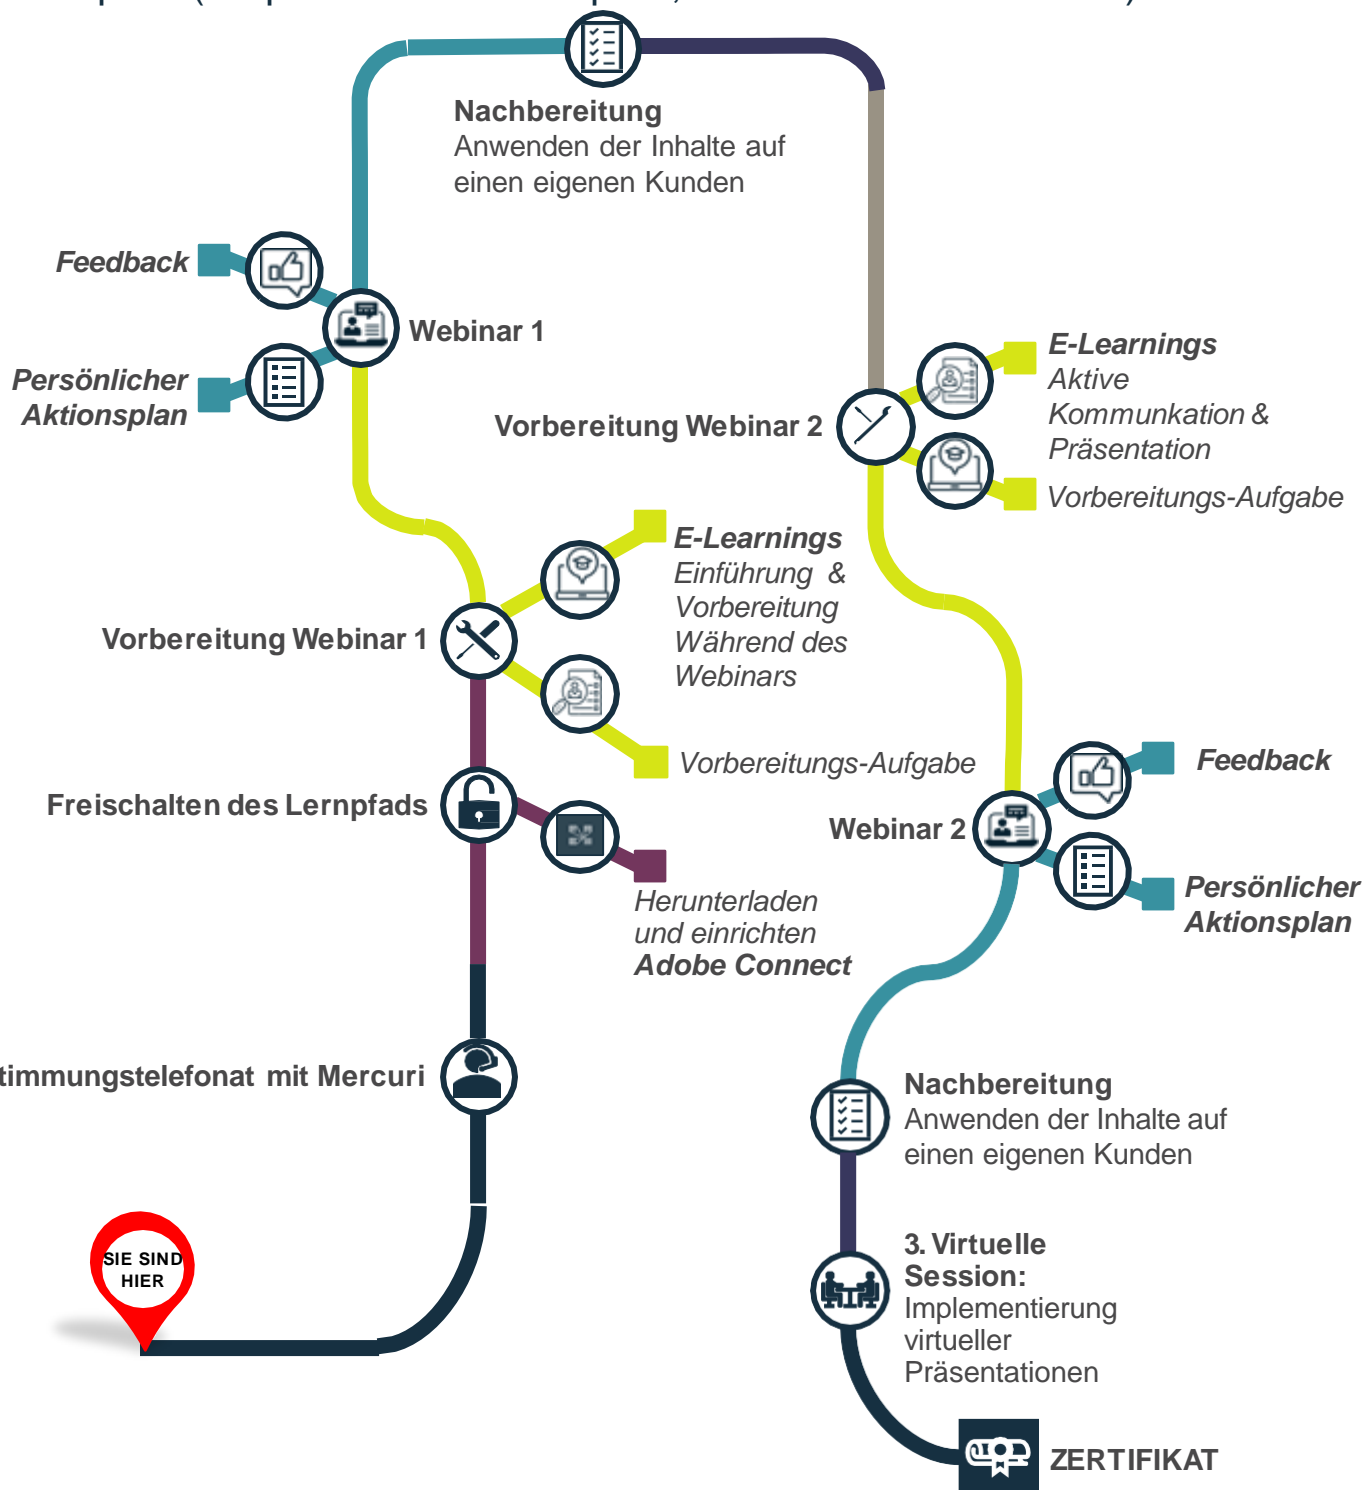 Nachbereitung
Anwenden der Inhalte auf
einen eigenen Kunden
Feedback
Webinar 1
Persönlicher
Aktionsplan
E-Learnings
Aktive
Kommunkation &
Präsentation
Vorbereitung Webinar 2
Vorbereitungs-Aufgabe
E-Learnings
Einführung &
Vorbereitung
Während des
Webinars
Vorbereitung Webinar 1
Vorbereitungs-Aufgabe
Freischalten des Lernpfads
Herunterladen
und einrichten
Adobe Connect
Feedback
Webinar 2
Persönlicher
Aktionsplan
timmungstelefonat mit Mercuri
Nachbereitung
Anwenden der Inhalte auf
einen eigenen Kunden
SIE SIND
HIER
3. Virtuelle
Session:
Implementierung
virtueller
Präsentationen
ZERTIFIKAT